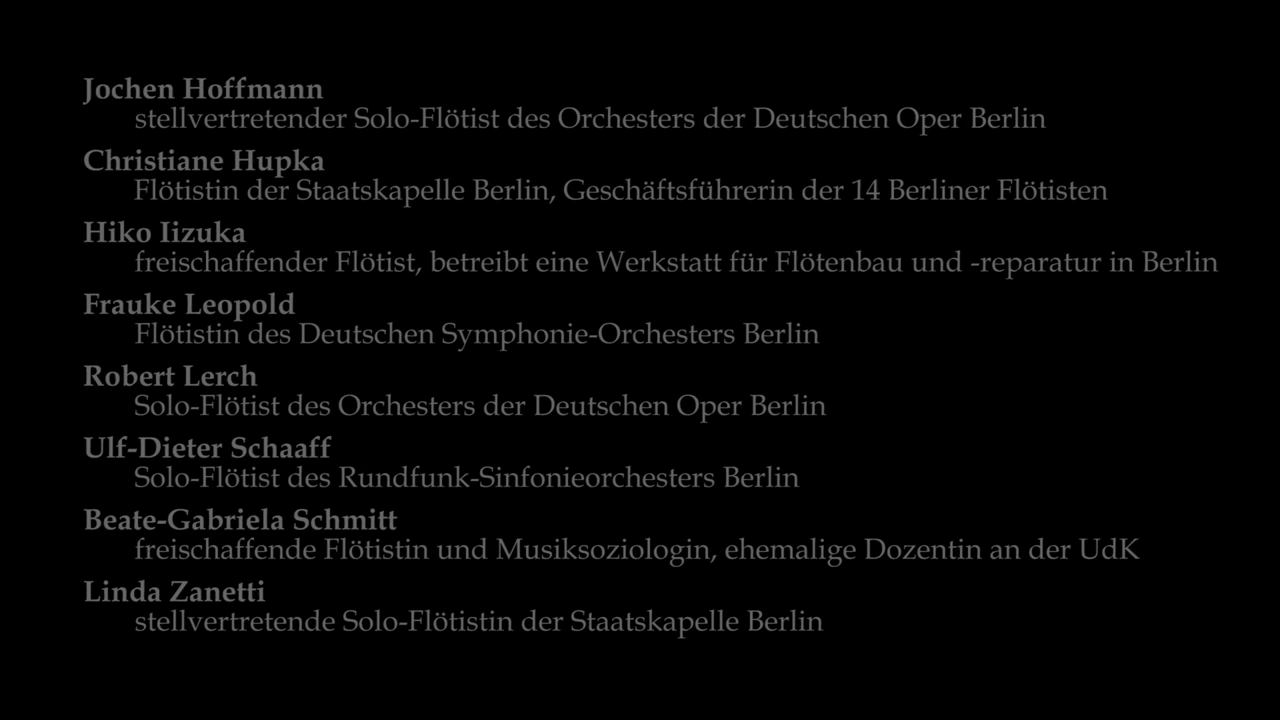 Jochen Hoffmann
stellvertretender Solo-Flötist des Orchesters der Deutschen Oper Berlin
Christiane Hupka
Flötistin der Staatskapelle Berlin, Geschäftsführerin der 14 Berliner Flötisten
Hiko Iizuka
freischaffender Flötist, betreibt eine Werkstatt für Flötenbau und -reparatur in Berlin
Frauke Leopold
Flötistin des Deutschen Symphonie-Orchesters Berlin
Robert Lerch
Solo-Flötist des Orchesters der Deutschen Oper Berlin
Ulf-Dieter Schaaff
Solo-Flötist des Rundfunk-Sinfonieorchesters Berlin
Beate-Gabriela Schmitt
freischaffende Flötistin und Musiksoziologin, ehemalige Dozentin an der UdK
Linda Zanetti
stellvertretende Solo-Flötistin der Staatskapelle Berlin